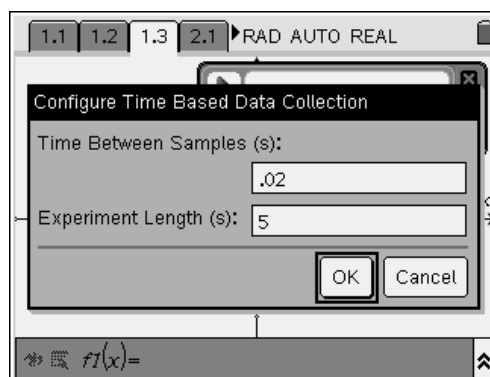 1.1 1.2 1.3 2.1 RAD AUTO REAL
Configure Time Based Data Collection
Time Between Samples (s):
.02
Experiment Length (s): 5
OK Cancel
f1(x)=